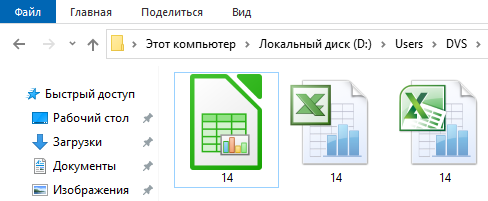 Файл Главная Поделиться Вид
Этот компьютер › Локальный диск (D:) › Users › DVS ›
Быстрый доступ
Рабочий стол
Загрузки
Документы
Изображения
14 14 14